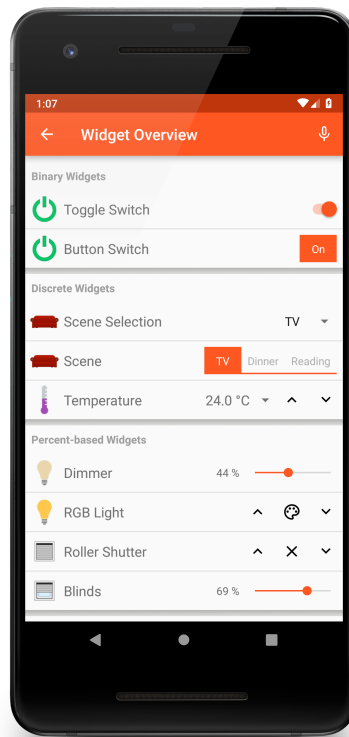 1:07
Widget Overview
Binary Widgets
Toggle Switch
Button Switch On
Discrete Widgets
Scene Selection TV
Scene TV Dinner Reading
Temperature 24.0 °C
Percent-based Widgets
Dimmer 44 %
RGB Light
Roller Shutter
Blinds 69 %